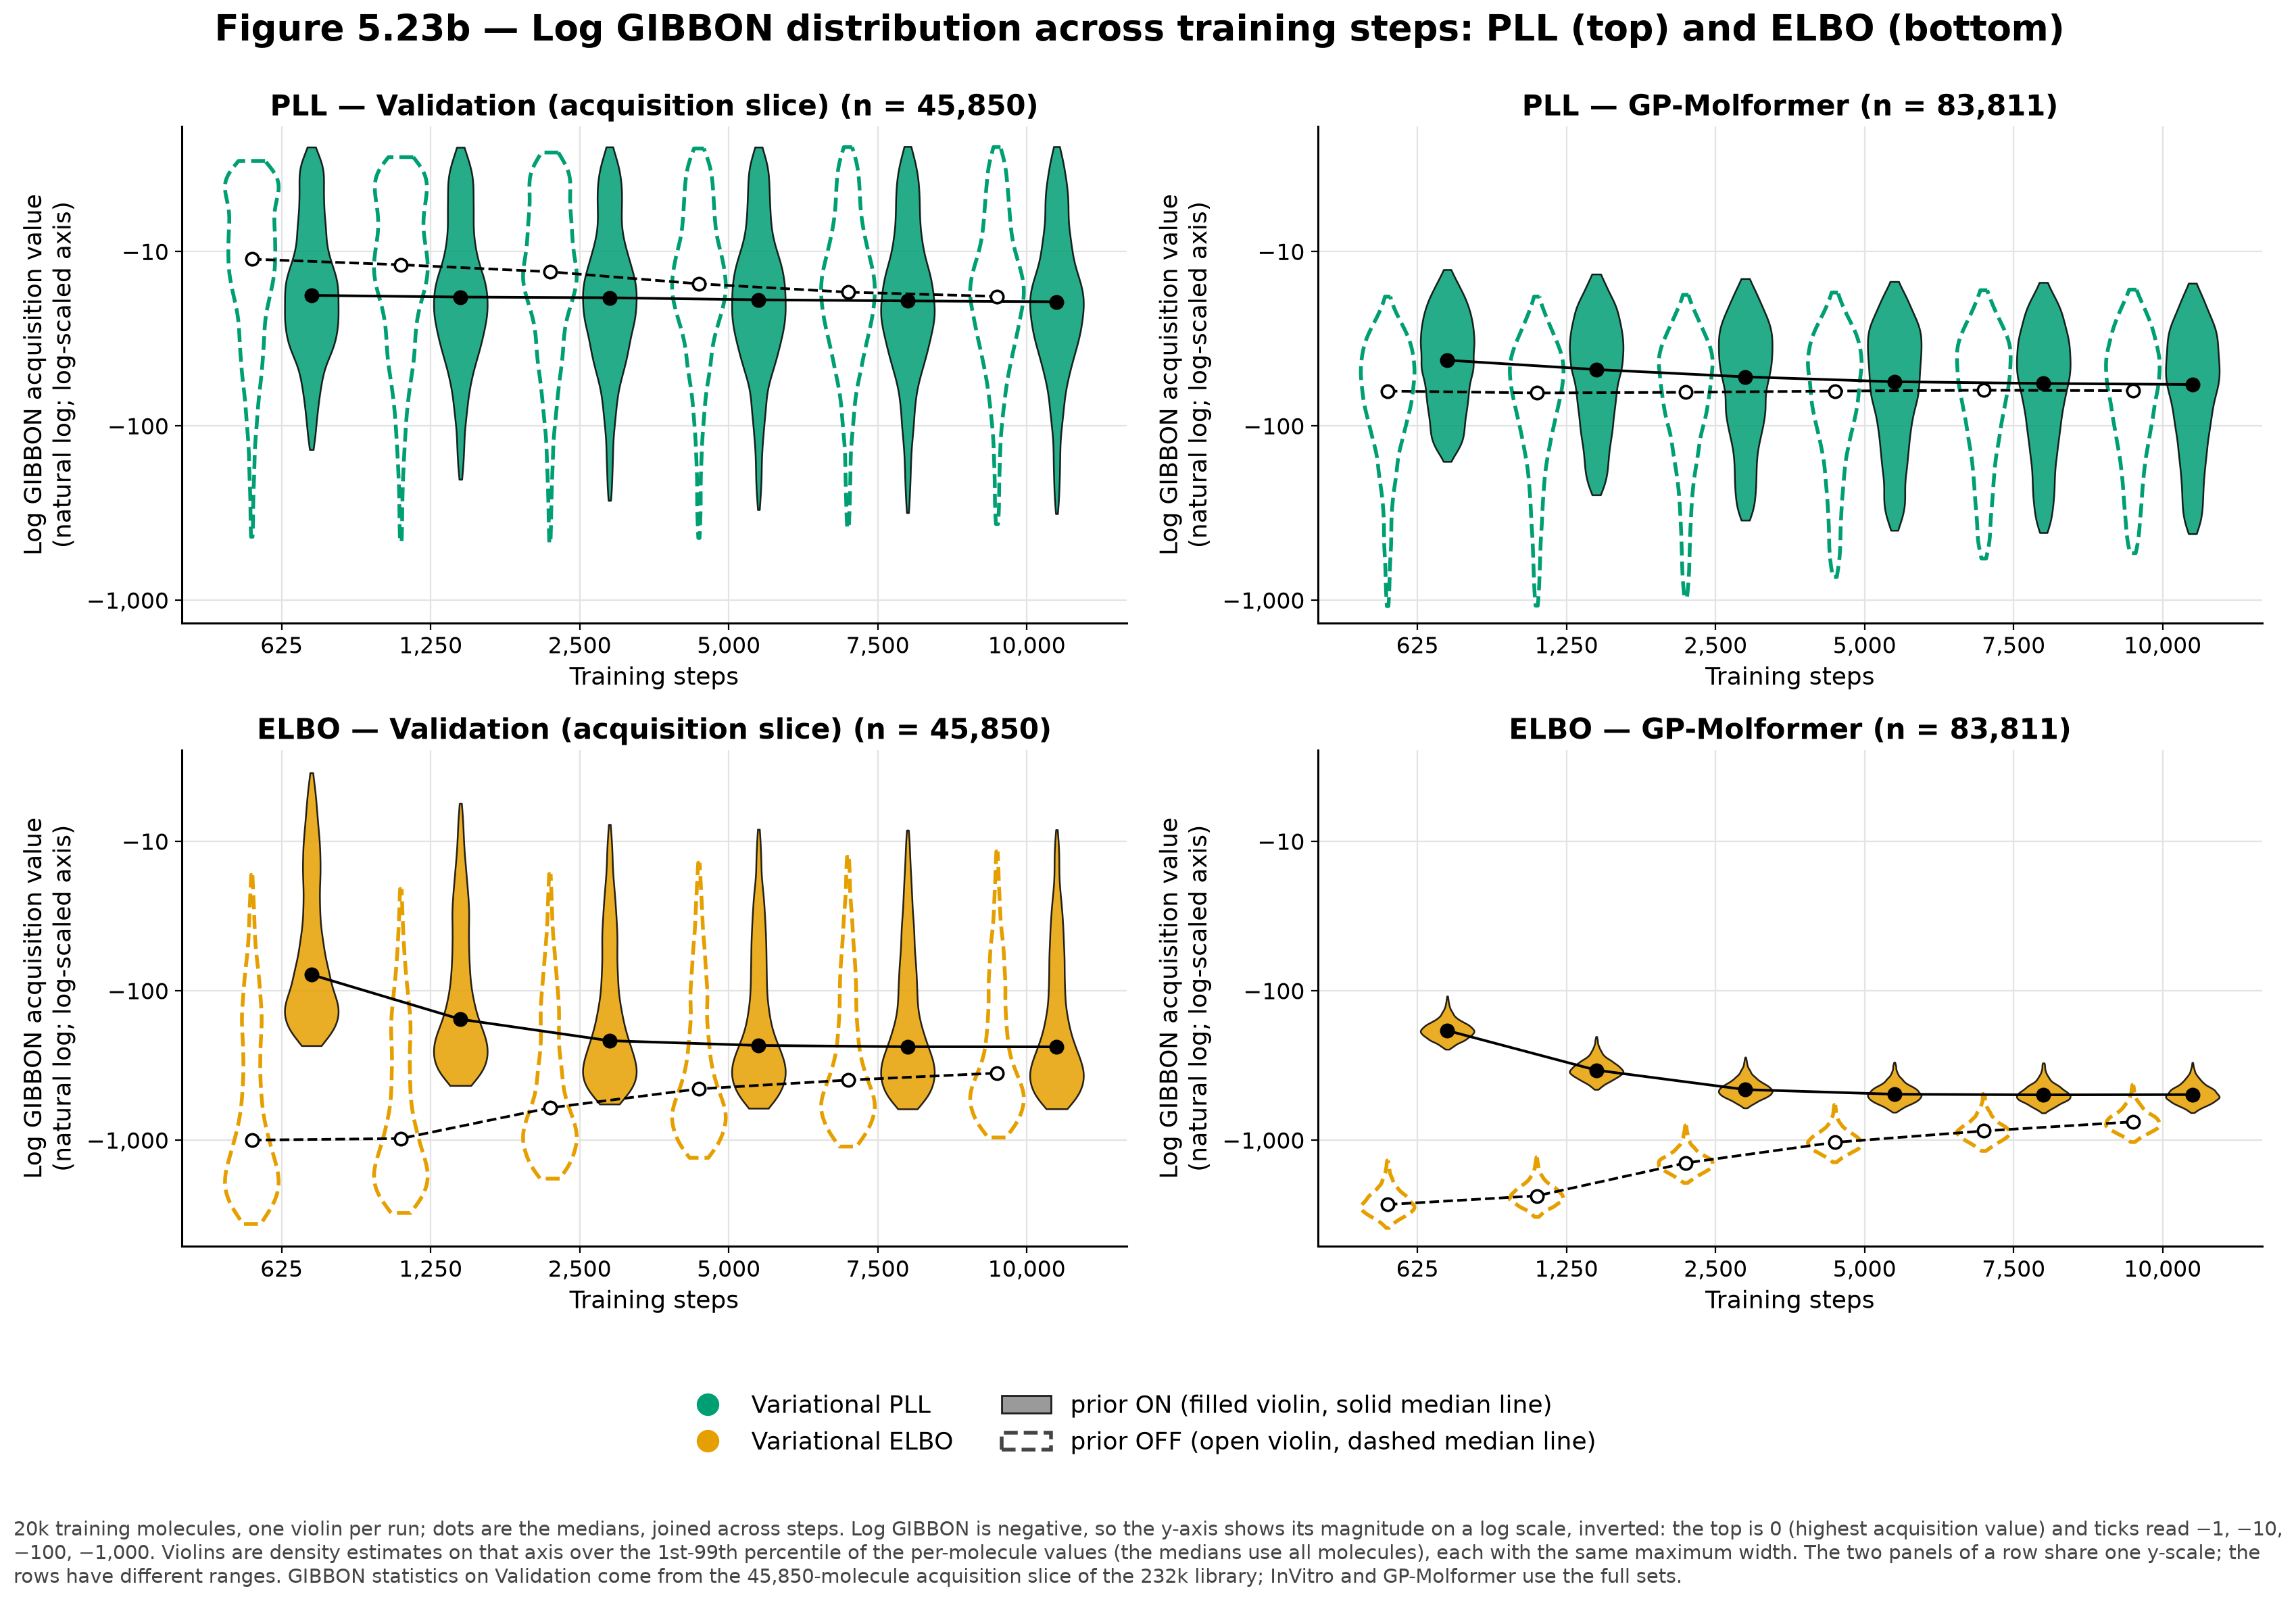 Figure 5.23b — Log GIBBON distribution across training steps: PLL (top) and ELBO (bottom)
PLL — Validation (acquisition slice) (n = 45,850)
Log GIBBON acquisition value
(natural log; log-scaled axis)
−10
−100
−1,000
625 1,250 2,500 5,000 7,500 10,000
Training steps
PLL — GP-Molformer (n = 83,811)
Log GIBBON acquisition value
(natural log; log-scaled axis)
−10
−100
−1,000
625 1,250 2,500 5,000 7,500 10,000
Training steps
ELBO — Validation (acquisition slice) (n = 45,850)
Log GIBBON acquisition value
(natural log; log-scaled axis)
−10
−100
−1,000
625 1,250 2,500 5,000 7,500 10,000
Training steps
ELBO — GP-Molformer (n = 83,811)
Log GIBBON acquisition value
(natural log; log-scaled axis)
−10
−100
−1,000
625 1,250 2,500 5,000 7,500 10,000
Training steps
Variational PLL
Variational ELBO
prior ON (filled violin, solid median line)
prior OFF (open violin, dashed median line)
20k training molecules, one violin per run; dots are the medians, joined across steps. Log GIBBON is negative, so the y-axis shows its magnitude on a log scale, inverted: the top is 0 (highest acquisition value) and ticks read −1, −10,
−100, −1,000. Violins are density estimates on that axis over the 1st-99th percentile of the per-molecule values (the medians use all molecules), each with the same maximum width. The two panels of a row share one y-scale; the
rows have different ranges. GIBBON statistics on Validation come from the 45,850-molecule acquisition slice of the 232k library; InVitro and GP-Molformer use the full sets.